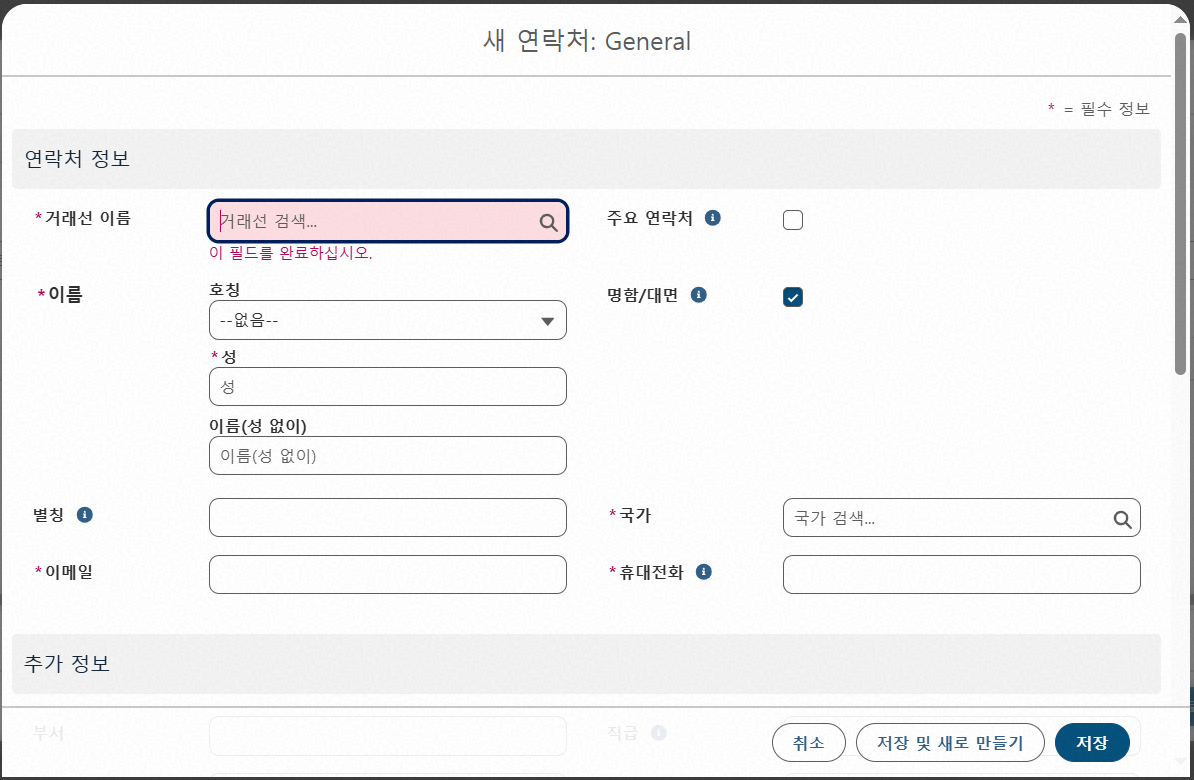 새 연락처: General
* = 필수 정보
연락처 정보
*거래선 이름
거래선 검색...
이 필드를 완료하십시오.
주요 연락처
*이름
호칭
--없음--
명함/대면
*성
성
이름(성 없이)
이름(성 없이)
별칭
*국가
국가 검색...
*이메일
*휴대전화
추가 정보
부서
직급
취소
저장 및 새로 만들기
저장